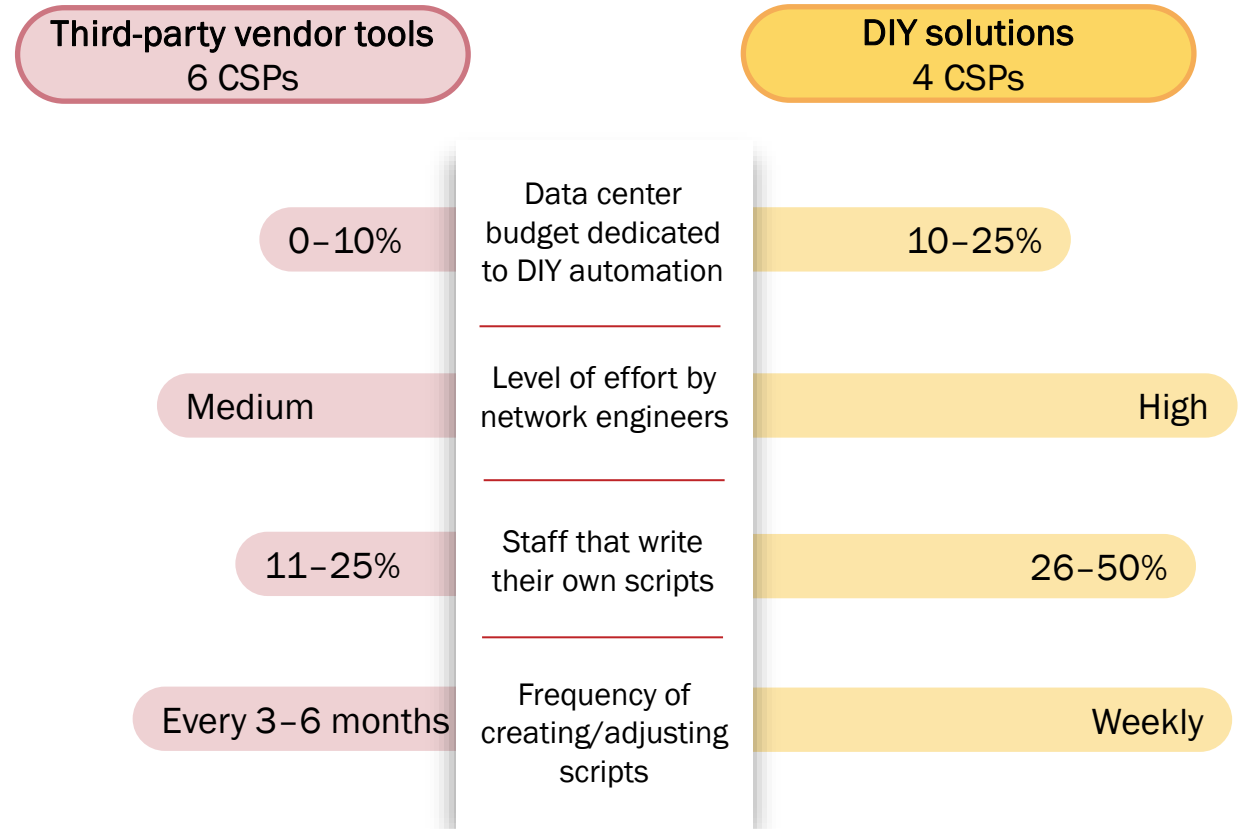 Third-party vendor tools
6 CSPs
DIY solutions
4 CSPs
0–10%
Data center
budget dedicated
to DIY automation
10–25%
Medium
Level of effort by
network engineers
High
11–25%
Staff that write
their own scripts
26–50%
Every 3–6 months
Frequency of
creating/adjusting
scripts
Weekly